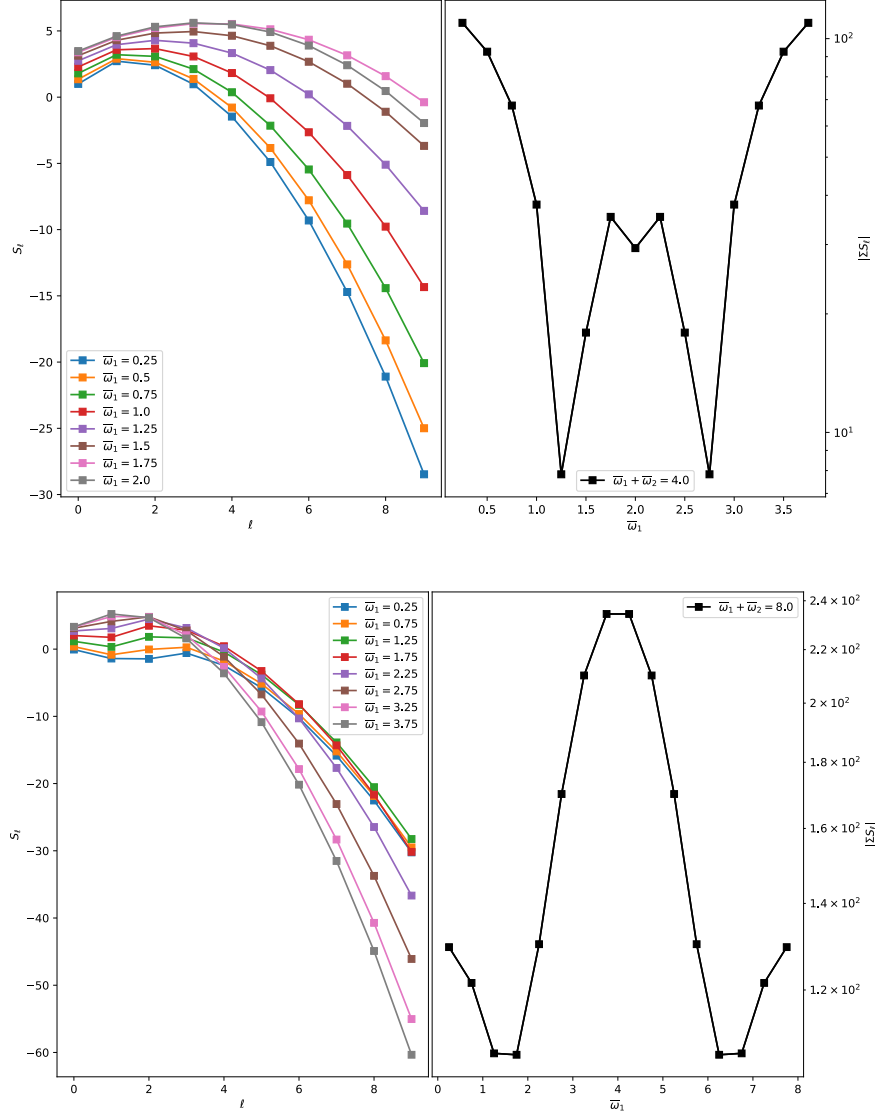 5
0
−5
−10
−15
−20
−25
−30
S_ℓ
0 2 4 6 8
ℓ
ω̅₁ = 0.25
ω̅₁ = 0.5
ω̅₁ = 0.75
ω̅₁ = 1.0
ω̅₁ = 1.25
ω̅₁ = 1.5
ω̅₁ = 1.75
ω̅₁ = 2.0
10²
10¹
|ΣS_ℓ|
0.5 1.0 1.5 2.0 2.5 3.0 3.5
ω̅₁
ω̅₁ + ω̅₂ = 4.0
0
−10
−20
−30
−40
−50
−60
S_ℓ
0 2 4 6 8
ℓ
ω̅₁ = 0.25
ω̅₁ = 0.75
ω̅₁ = 1.25
ω̅₁ = 1.75
ω̅₁ = 2.25
ω̅₁ = 2.75
ω̅₁ = 3.25
ω̅₁ = 3.75
ω̅₁ + ω̅₂ = 8.0
2.4 × 10²
2.2 × 10²
2 × 10²
1.8 × 10²
1.6 × 10²
1.4 × 10²
1.2 × 10²
|ΣS_ℓ|
0 1 2 3 4 5 6 7 8
ω̅₁